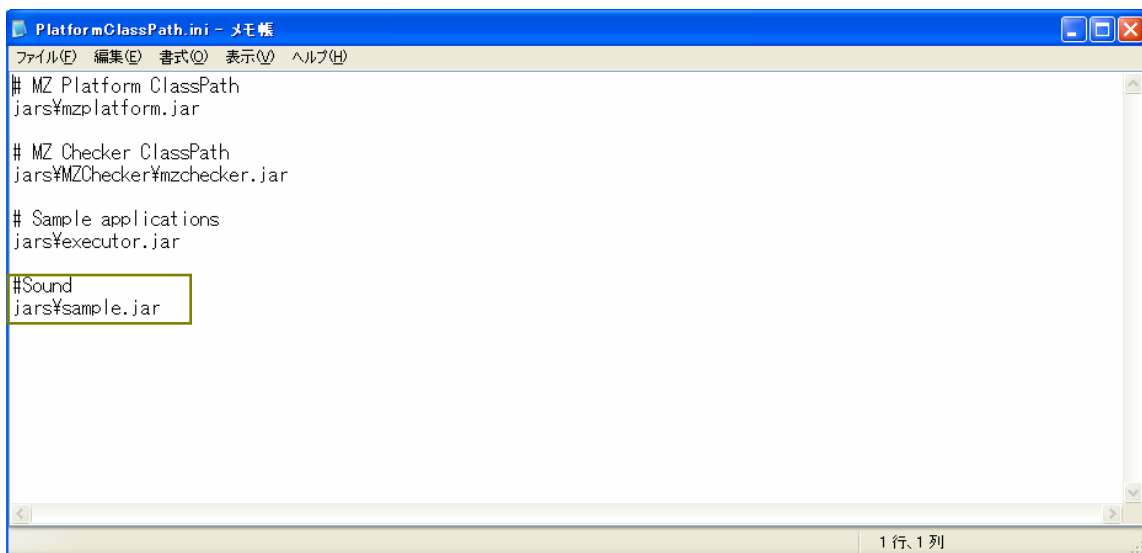 PlatformClassPath.ini - メモ帳
ファイル(F) 編集(E) 書式(O) 表示(V) ヘルプ(H)
# MZ Platform ClassPath
jars¥mzplatform.jar
# MZ Checker ClassPath
jars¥MZChecker¥mzchecker.jar
# Sample applications
jars¥executor.jar
#Sound
jars¥sample.jar
1 行、1 列